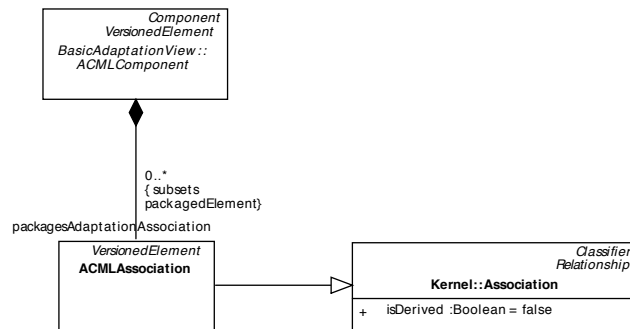 Component
VersionedElement
BasicAdaptationView::
ACMLComponent
0..*
{ subsets
packagedElement}
packagesAdaptationAssociation
VersionedElement
ACMLAssociation
Classifier
Relationship
Kernel::Association
+ isDerived :Boolean = false